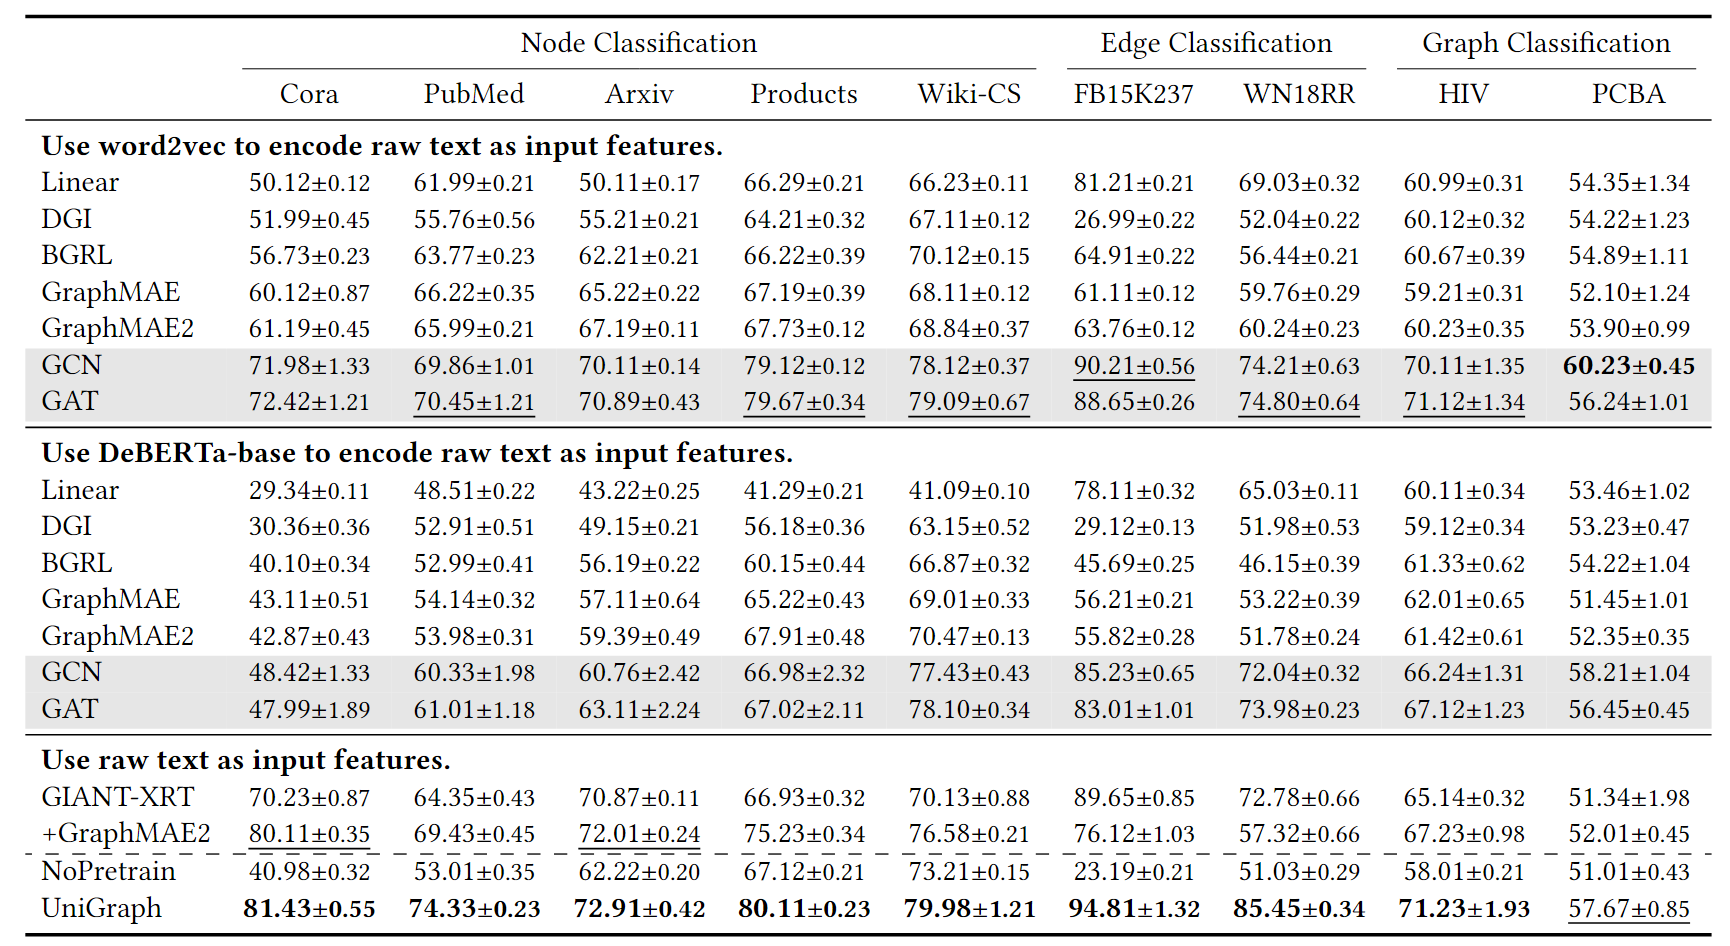 Node Classification Edge Classification Graph Classification
Cora PubMed Arxiv Products Wiki-CS FB15K237 WN18RR HIV PCBA
Use word2vec to encode raw text as input features.
Linear 50.12±0.12 61.99±0.21 50.11±0.17 66.29±0.21 66.23±0.11 81.21±0.21 69.03±0.32 60.99±0.31 54.35±1.34
DGI 51.99±0.45 55.76±0.56 55.21±0.21 64.21±0.32 67.11±0.12 26.99±0.22 52.04±0.22 60.12±0.32 54.22±1.23
BGRL 56.73±0.23 63.77±0.23 62.21±0.21 66.22±0.39 70.12±0.15 64.91±0.22 56.44±0.21 60.67±0.39 54.89±1.11
GraphMAE 60.12±0.87 66.22±0.35 65.22±0.22 67.19±0.39 68.11±0.12 61.11±0.12 59.76±0.29 59.21±0.31 52.10±1.24
GraphMAE2 61.19±0.45 65.99±0.21 67.19±0.11 67.73±0.12 68.84±0.37 63.76±0.12 60.24±0.23 60.23±0.35 53.90±0.99
GCN 71.98±1.33 69.86±1.01 70.11±0.14 79.12±0.12 78.12±0.37 90.21±0.56 74.21±0.63 70.11±1.35 60.23±0.45
GAT 72.42±1.21 70.45±1.21 70.89±0.43 79.67±0.34 79.09±0.67 88.65±0.26 74.80±0.64 71.12±1.34 56.24±1.01
Use DeBERTa-base to encode raw text as input features.
Linear 29.34±0.11 48.51±0.22 43.22±0.25 41.29±0.21 41.09±0.10 78.11±0.32 65.03±0.11 60.11±0.34 53.46±1.02
DGI 30.36±0.36 52.91±0.51 49.15±0.21 56.18±0.36 63.15±0.52 29.12±0.13 51.98±0.53 59.12±0.34 53.23±0.47
BGRL 40.10±0.34 52.99±0.41 56.19±0.22 60.15±0.44 66.87±0.32 45.69±0.25 46.15±0.39 61.33±0.62 54.22±1.04
GraphMAE 43.11±0.51 54.14±0.32 57.11±0.64 65.22±0.43 69.01±0.33 56.21±0.21 53.22±0.39 62.01±0.65 51.45±1.01
GraphMAE2 42.87±0.43 53.98±0.31 59.39±0.49 67.91±0.48 70.47±0.13 55.82±0.28 51.78±0.24 61.42±0.61 52.35±0.35
GCN 48.42±1.33 60.33±1.98 60.76±2.42 66.98±2.32 77.43±0.43 85.23±0.65 72.04±0.32 66.24±1.31 58.21±1.04
GAT 47.99±1.89 61.01±1.18 63.11±2.24 67.02±2.11 78.10±0.34 83.01±1.01 73.98±0.23 67.12±1.23 56.45±0.45
Use raw text as input features.
GIANT-XRT 70.23±0.87 64.35±0.43 70.87±0.11 66.93±0.32 70.13±0.88 89.65±0.85 72.78±0.66 65.14±0.32 51.34±1.98
+GraphMAE2 80.11±0.35 69.43±0.45 72.01±0.24 75.23±0.34 76.58±0.21 76.12±1.03 57.32±0.66 67.23±0.98 52.01±0.45
NoPretrain 40.98±0.32 53.01±0.35 62.22±0.20 67.12±0.21 73.21±0.15 23.19±0.21 51.03±0.29 58.01±0.21 51.01±0.43
UniGraph 81.43±0.55 74.33±0.23 72.91±0.42 80.11±0.23 79.98±1.21 94.81±1.32 85.45±0.34 71.23±1.93 57.67±0.85